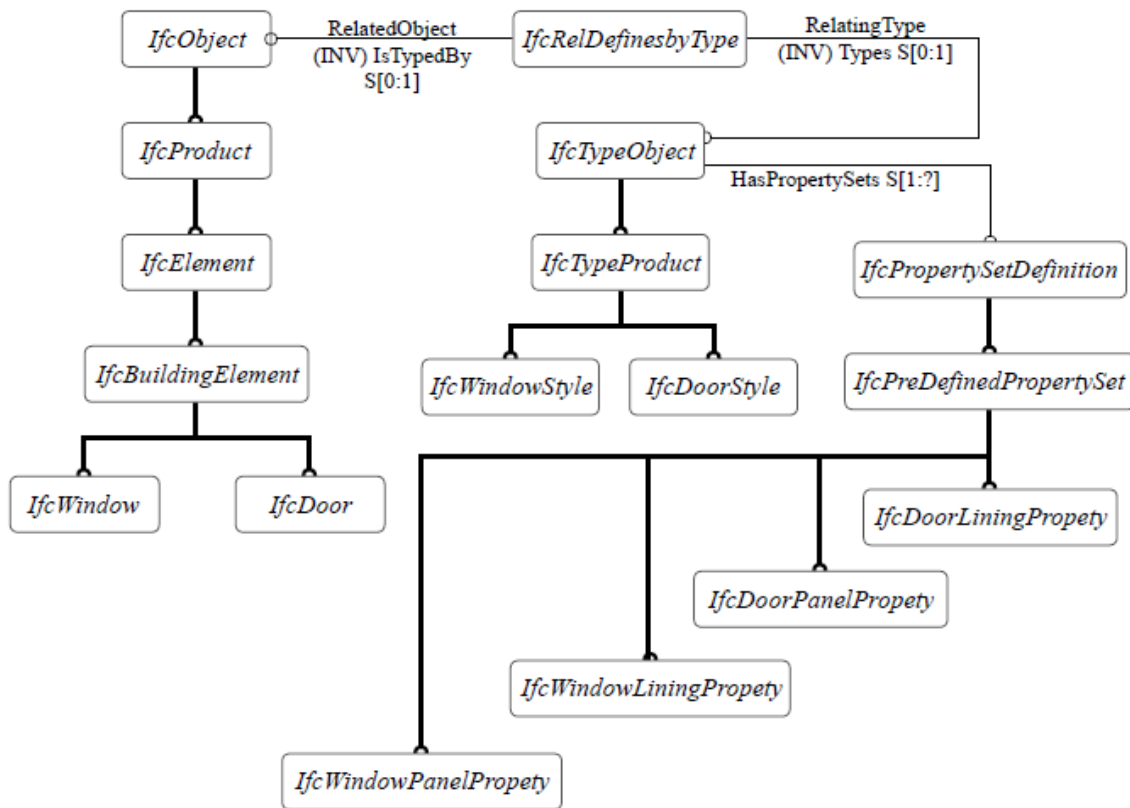 IfcObject
RelatedObject
(INV) IsTypedBy
S[0:1]
IfcRelDefinesbyType
RelatingType
(INV) Types S[0:1]
IfcProduct
IfcTypeObject
HasPropertySets S[1:?]
IfcElement
IfcTypeProduct
IfcPropertySetDefinition
IfcBuildingElement
IfcWindowStyle
IfcDoorStyle
IfcPreDefinedPropertySet
IfcWindow
IfcDoor
IfcDoorLiningPropety
IfcDoorPanelPropety
IfcWindowLiningPropety
IfcWindowPanelPropety